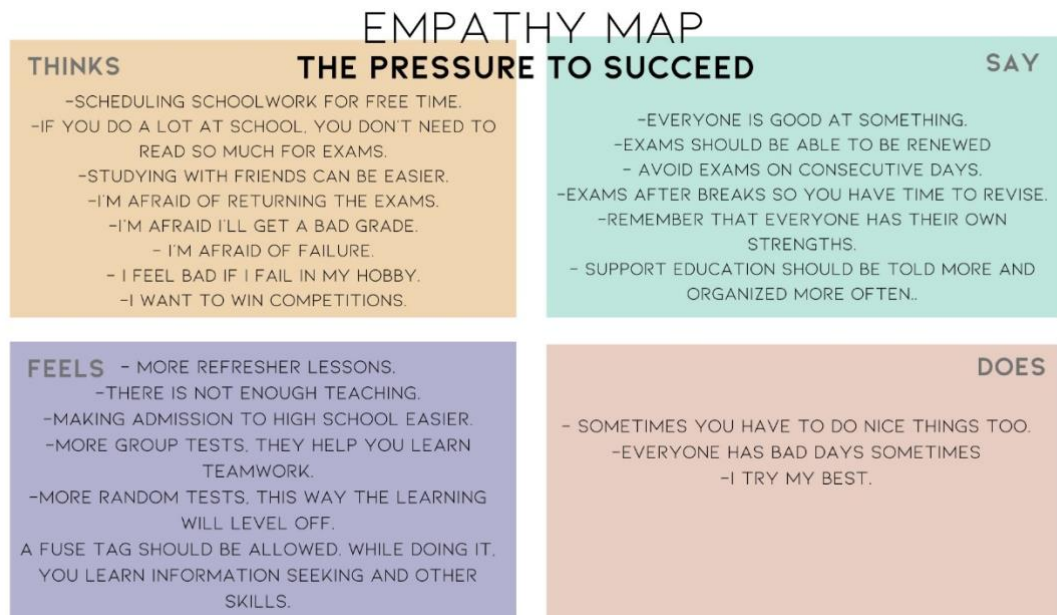 EMPATHY MAP
THE PRESSURE TO SUCCEED
THINKS
-SCHEDULING SCHOOLWORK FOR FREE TIME.
-IF YOU DO A LOT AT SCHOOL, YOU DON'T NEED TO
READ SO MUCH FOR EXAMS.
-STUDYING WITH FRIENDS CAN BE EASIER.
-I'M AFRAID OF RETURNING THE EXAMS.
-I'M AFRAID I'LL GET A BAD GRADE.
- I'M AFRAID OF FAILURE.
- I FEEL BAD IF I FAIL IN MY HOBBY.
-I WANT TO WIN COMPETITIONS.
SAY
-EVERYONE IS GOOD AT SOMETHING.
-EXAMS SHOULD BE ABLE TO BE RENEWED
- AVOID EXAMS ON CONSECUTIVE DAYS.
-EXAMS AFTER BREAKS SO YOU HAVE TIME TO REVISE.
-REMEMBER THAT EVERYONE HAS THEIR OWN
STRENGTHS.
- SUPPORT EDUCATION SHOULD BE TOLD MORE AND
ORGANIZED MORE OFTEN..
FEELS
- MORE REFRESHER LESSONS.
-THERE IS NOT ENOUGH TEACHING.
-MAKING ADMISSION TO HIGH SCHOOL EASIER.
-MORE GROUP TESTS, THEY HELP YOU LEARN
TEAMWORK.
-MORE RANDOM TESTS, THIS WAY THE LEARNING
WILL LEVEL OFF.
A FUSE TAG SHOULD BE ALLOWED. WHILE DOING IT,
YOU LEARN INFORMATION SEEKING AND OTHER
SKILLS.
DOES
- SOMETIMES YOU HAVE TO DO NICE THINGS TOO.
-EVERYONE HAS BAD DAYS SOMETIMES
-I TRY MY BEST.